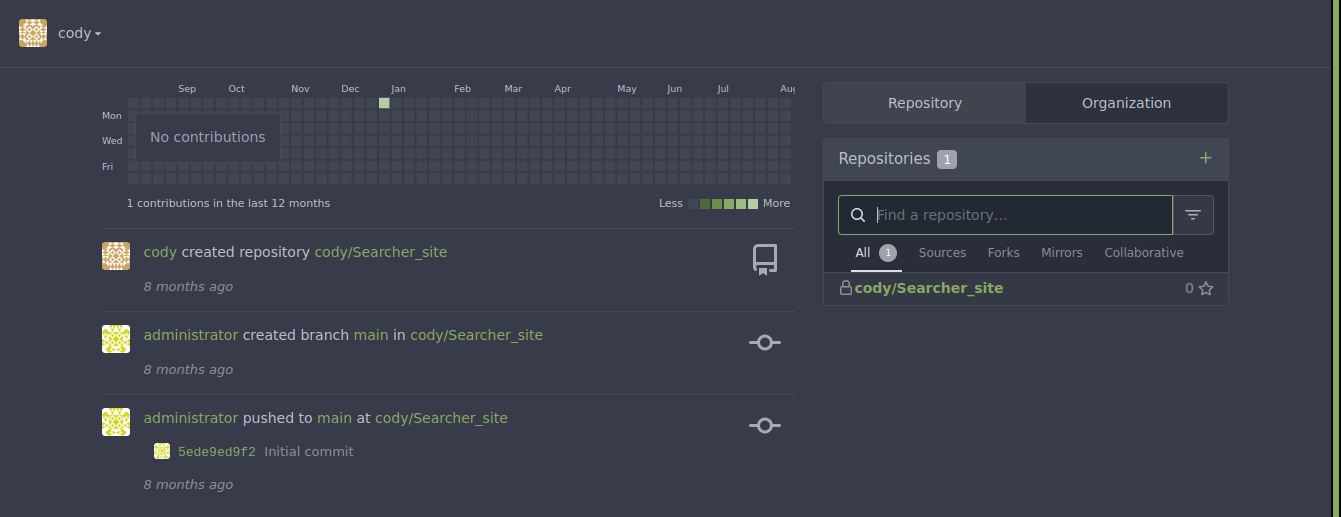 cody
Sep Oct Nov Dec Jan Feb Mar Apr May Jun Jul Aug
Mon
Wed
Fri
No contributions
1 contributions in the last 12 months
Less More
cody created repository cody/Searcher_site
8 months ago
administrator created branch main in cody/Searcher_site
8 months ago
administrator pushed to main at cody/Searcher_site
5ede9ed9f2 Initial commit
8 months ago
Repository Organization
Repositories 1 +
Find a repository...
All 1 Sources Forks Mirrors Collaborative
cody/Searcher_site 0